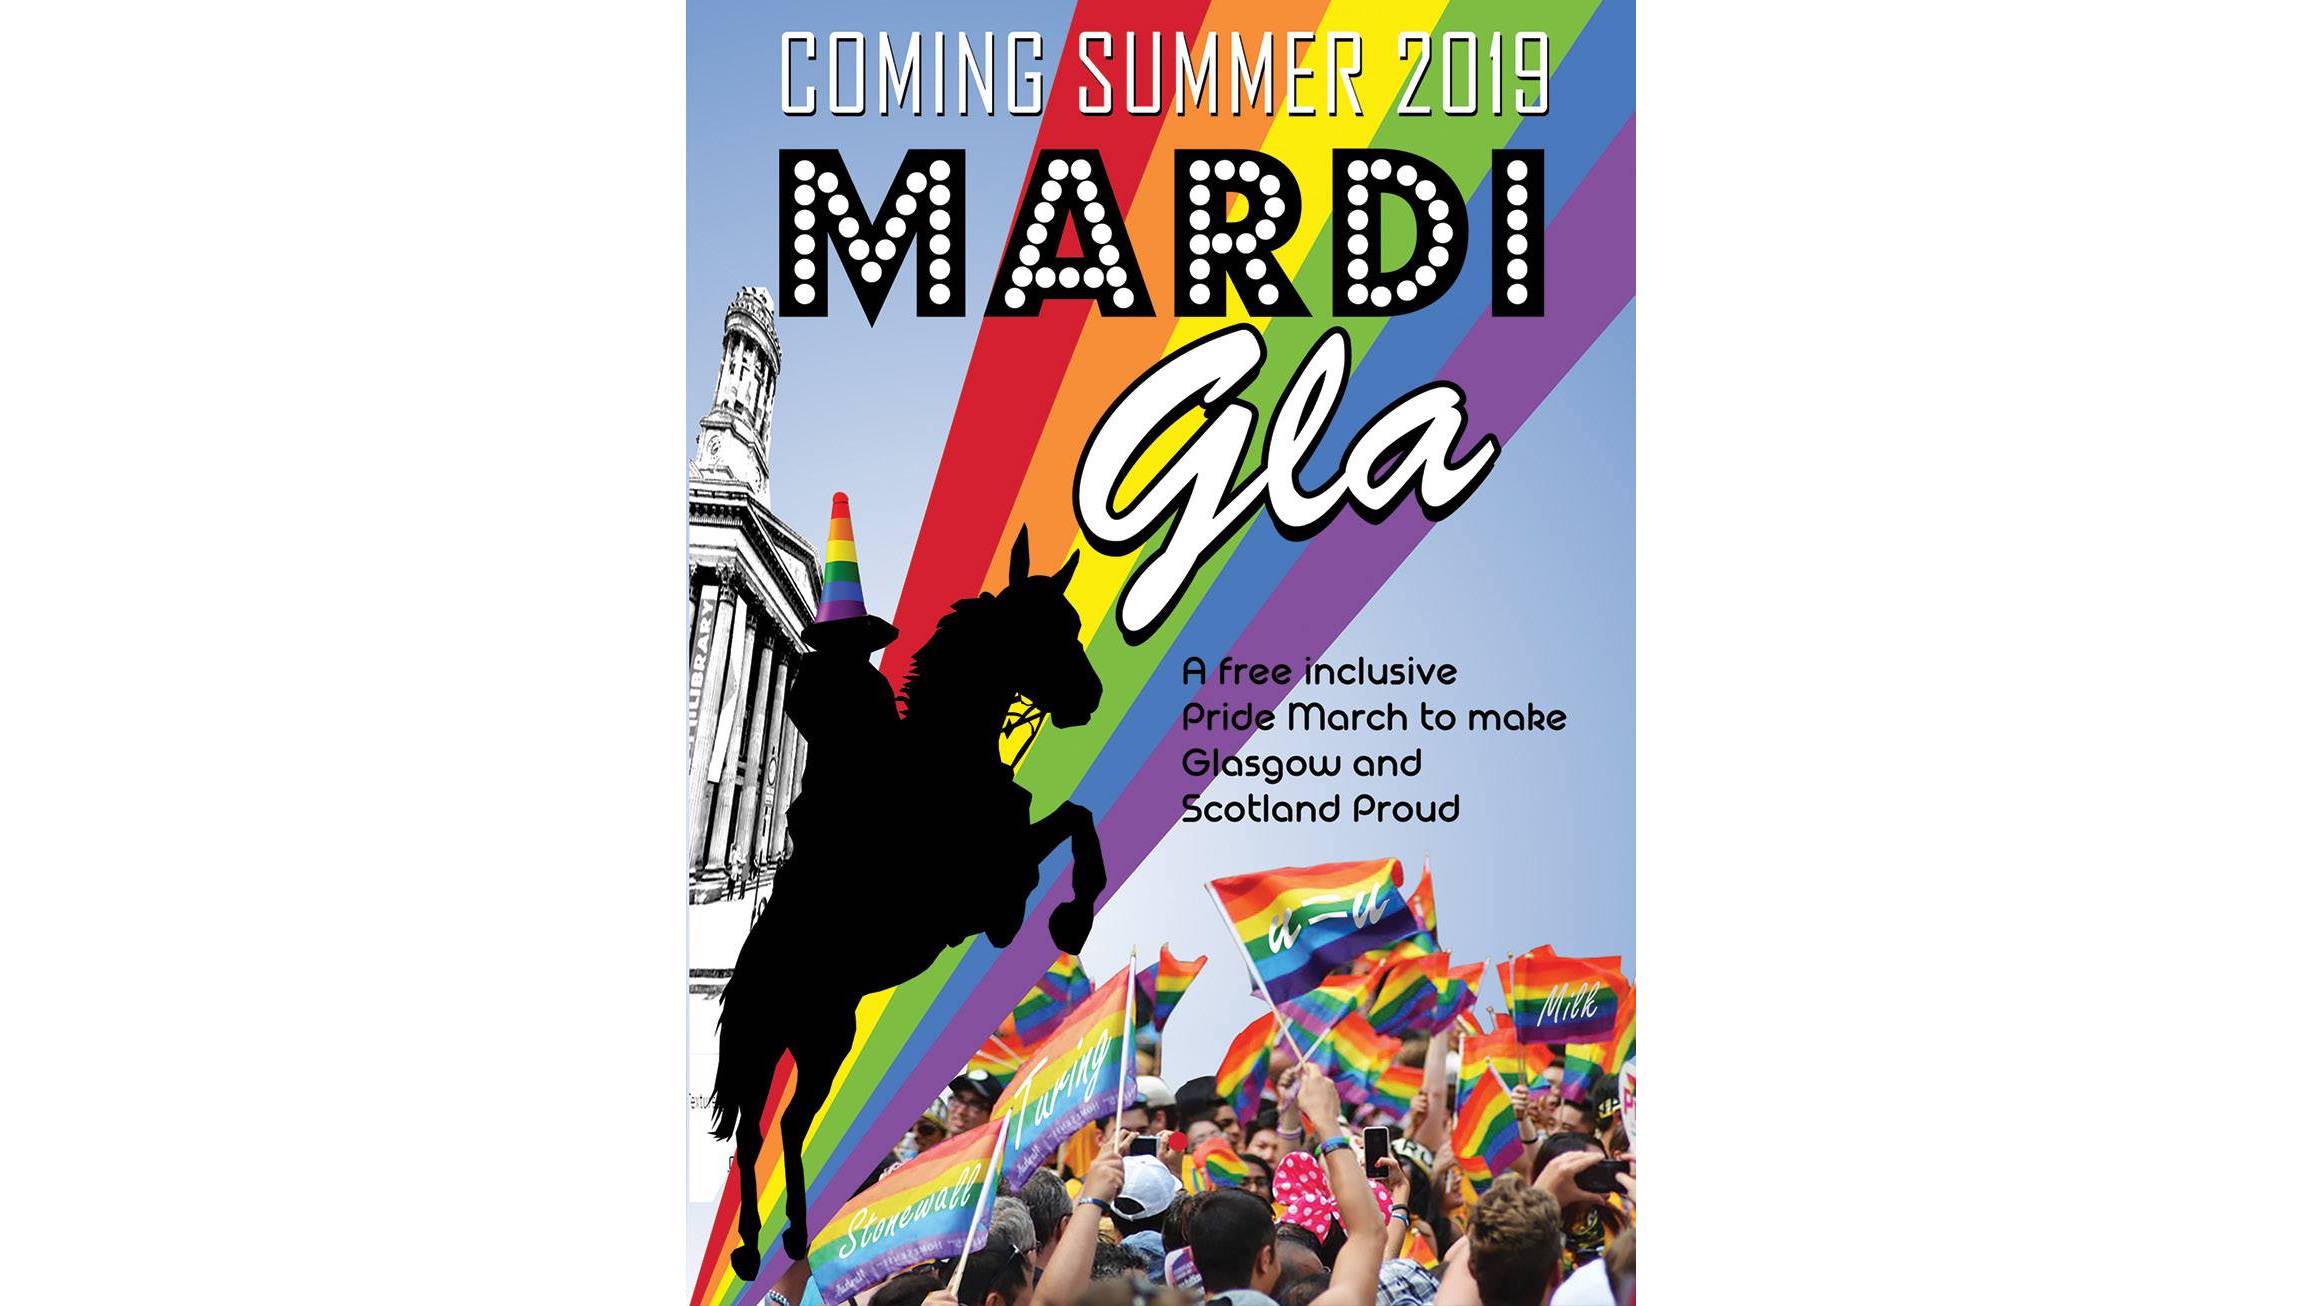 COMING SUMMER 2019
MARDI
Gla
A free inclusive
Pride March to make
Glasgow and
Scotland Proud
LIBRARY
u=u
Milk
Turing
Stonewall